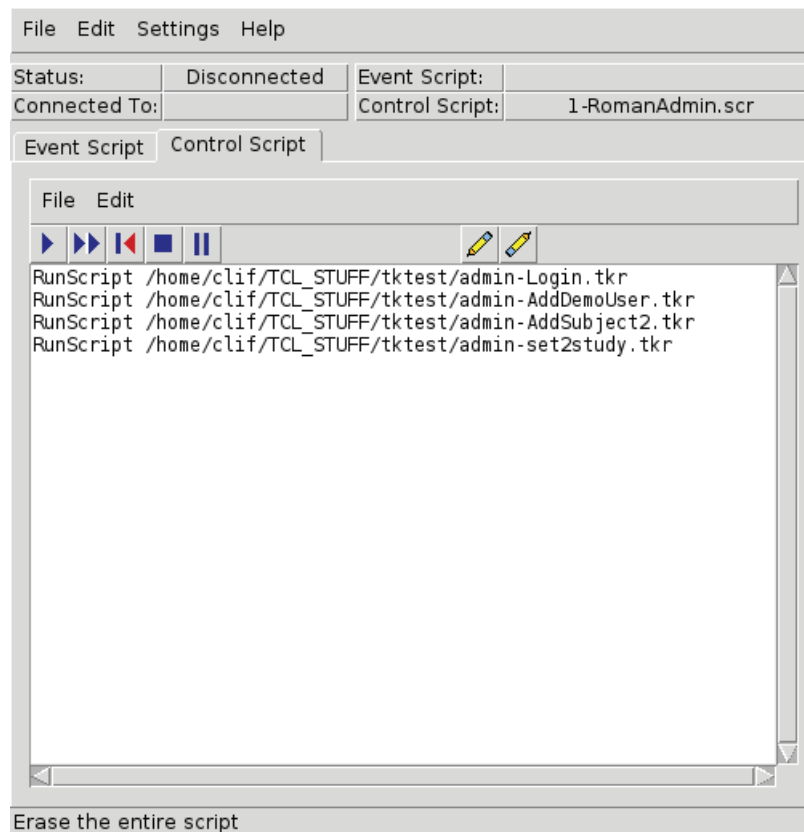 File Edit Settings Help
Status: Disconnected Event Script:
Connected To: Control Script: 1-RomanAdmin.scr
Event Script Control Script
File Edit
RunScript /home/clif/TCL_STUFF/tktest/admin-Login.tkr
RunScript /home/clif/TCL_STUFF/tktest/admin-AddDemoUser.tkr
RunScript /home/clif/TCL_STUFF/tktest/admin-AddSubject2.tkr
RunScript /home/clif/TCL_STUFF/tktest/admin-set2study.tkr
Erase the entire script